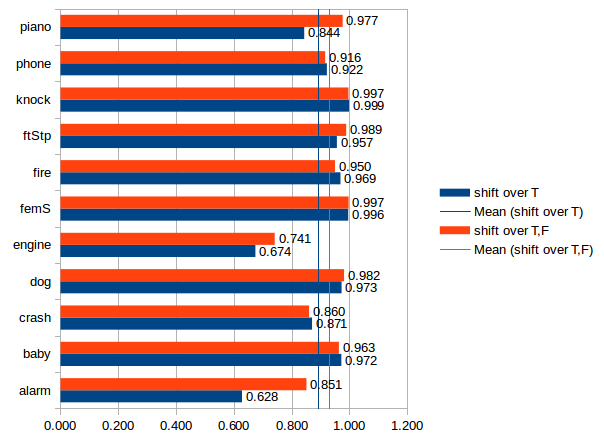 piano
0.977
0.844
phone
0.916
0.922
knock
0.997
0.999
ftStp
0.989
0.957
fire
0.950
0.969
femS
0.997
0.996
engine
0.741
0.674
dog
0.982
0.973
crash
0.860
0.871
baby
0.963
0.972
alarm
0.851
0.628
0.000 0.200 0.400 0.600 0.800 1.000 1.200
shift over T
Mean (shift over T)
shift over T,F
Mean (shift over T,F)